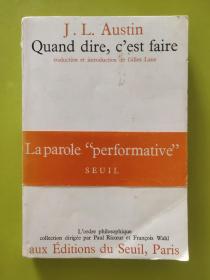 J. L. Austin
Quand dire, c'est faire
traduction et introduction de Gilles Lane
La parole "performative"
SEUIL
L'ordre philosophique
collection dirigée par Paul Ricœur et François Wahl
aux Éditions du Seuil, Paris